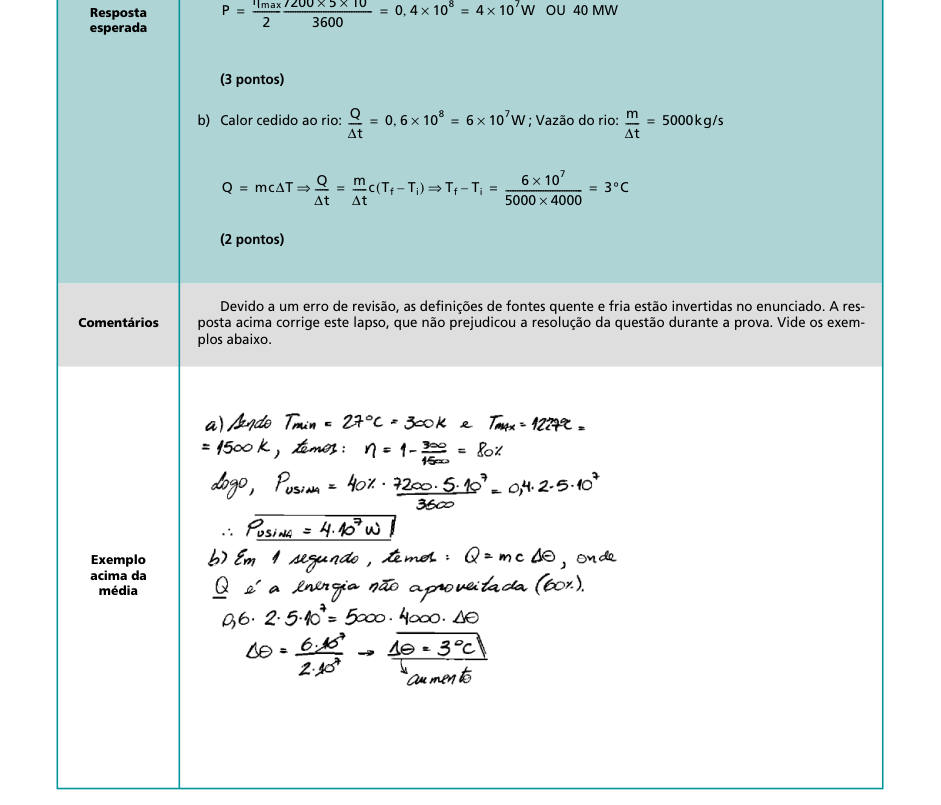 Resposta
esperada
P = ηmax/2 7200 × 5 × 10⁷/3600 = 0, 4 × 10⁸ = 4 × 10⁷W OU 40 MW
(3 pontos)
b) Calor cedido ao rio: Q/Δt = 0, 6 × 10⁸ = 6 × 10⁷W ; Vazão do rio: m/Δt = 5000kg/s
Q = mcΔT ⇒ Q/Δt = m/Δt c(Tf – Ti) ⇒ Tf – Ti = 6 × 10⁷/5000 × 4000 = 3°C
(2 pontos)
Comentários
Devido a um erro de revisão, as definições de fontes quente e fria estão invertidas no enunciado. A res-
posta acima corrige este lapso, que não prejudicou a resolução da questão durante a prova. Vide os exem-
plos abaixo.
Exemplo
acima da
média
a) Sendo Tmin = 27°C = 300K e Tmax = 1227°C =
= 1500K, temos: η = 1 - 300/1500 = 80%
Logo, PUSINA = 40% · 7200 · 5 · 10⁷/3600 = 0,4 · 2 · 5 · 10⁷
∴ PUSINA = 4 · 10⁷ W
b) Em 1 segundo, temos: Q = mc Δθ, onde
Q é a energia não aproveitada (60%).
0,6 · 2 · 5 · 10⁷ = 5000 · 4000 · Δθ
Δθ = 6 · 10⁷/2 · 10⁷ → Δθ = 3°C
aumento